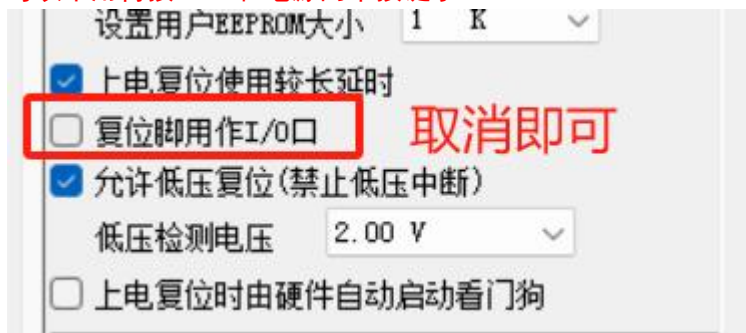 设置用户EEPROM大小 1 K
上电复位使用较长延时
复位脚用作I/O口 取消即可
允许低压复位(禁止低压中断)
低压检测电压 2.00 V
上电复位时由硬件自动启动看门狗